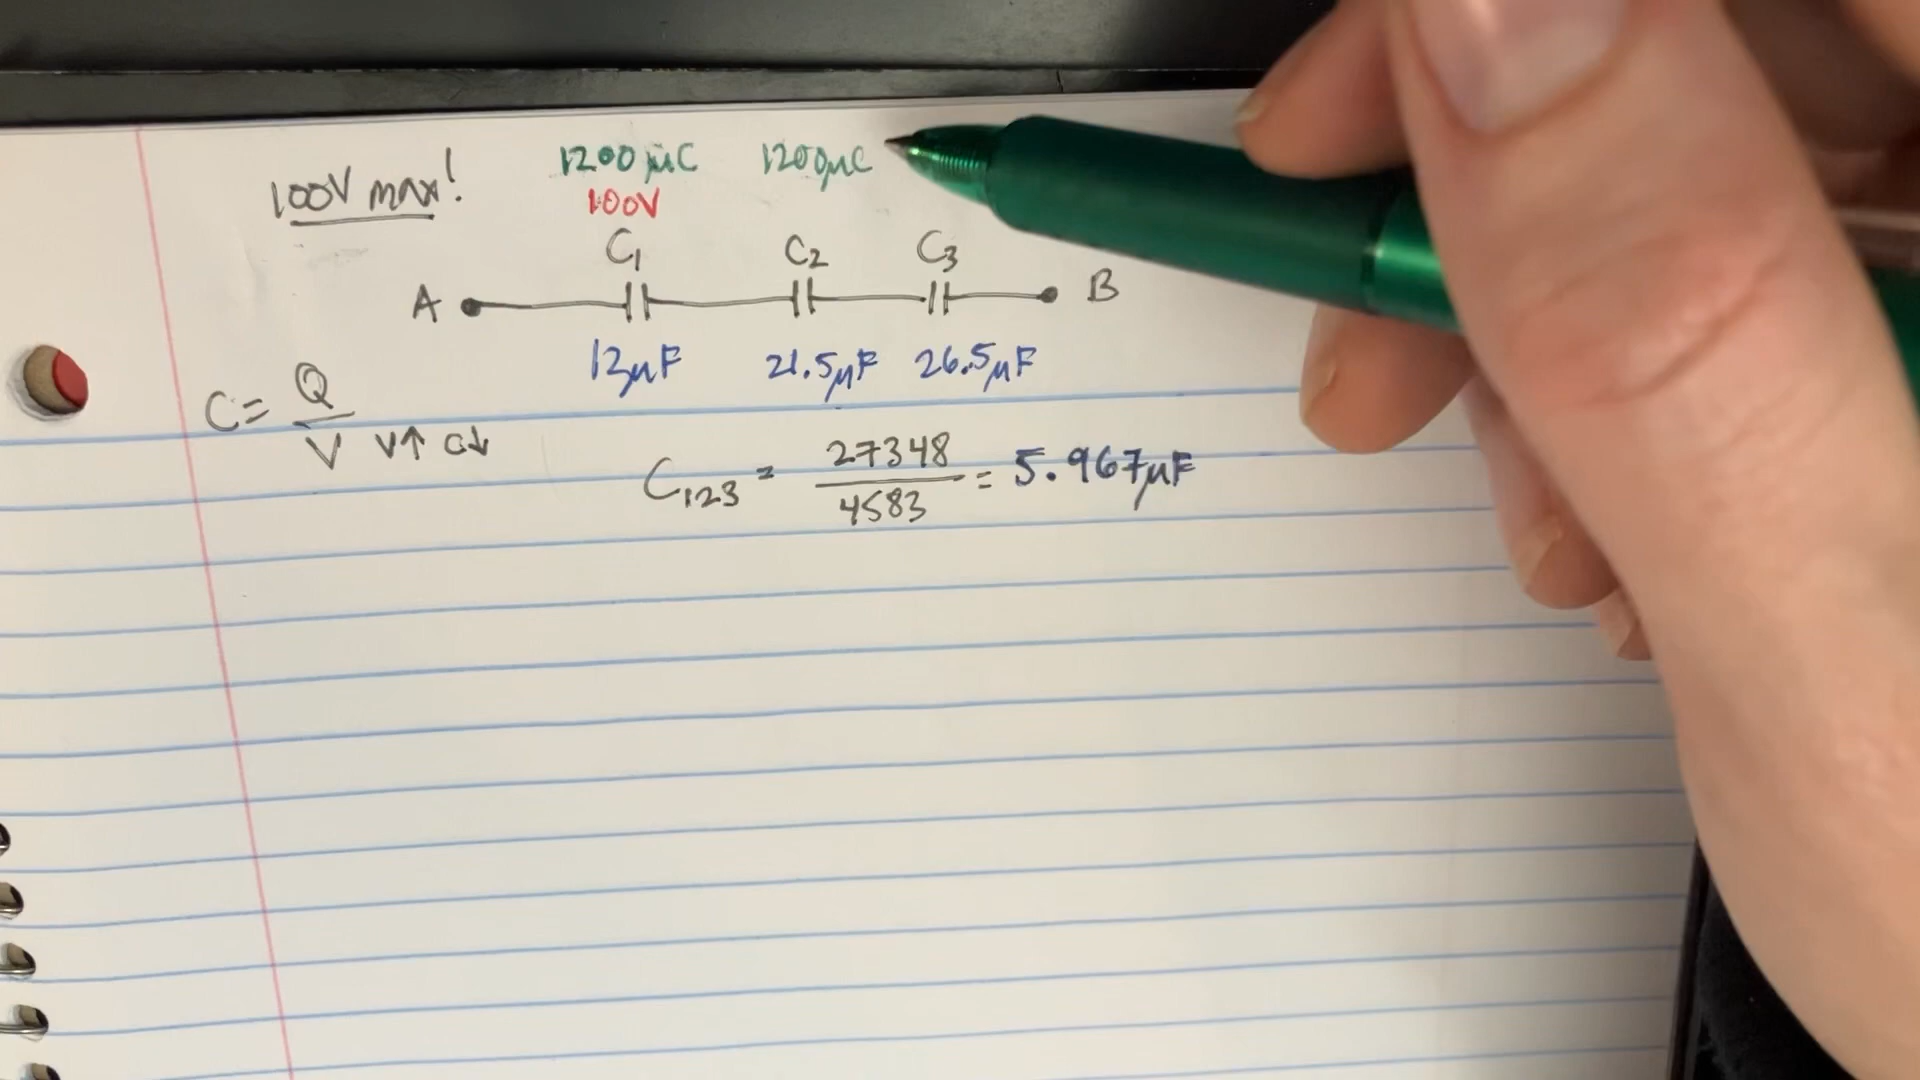 100V max!
1200 μC 1200μC
100V
C1 C2 C3
A B
12μF 21.5μF 26.5μF
C = Q/V V↑ C↓
C123 = 27348/4583 = 5.967μF